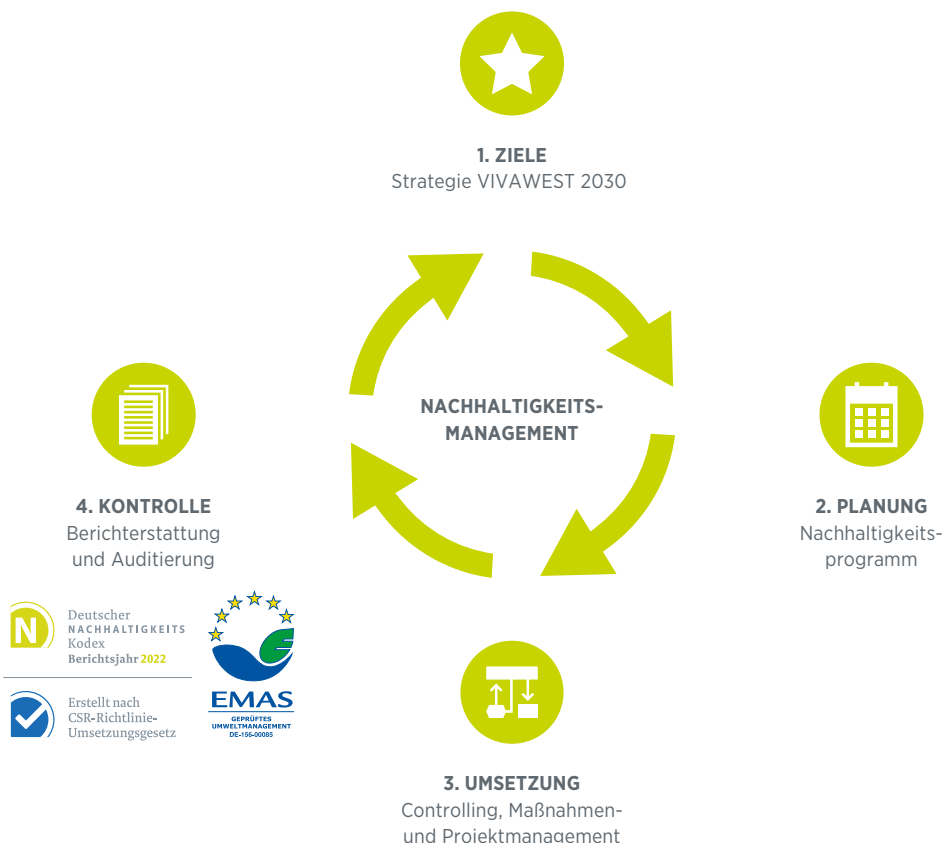 1. ZIELE
Strategie VIVAWEST 2030
NACHHALTIGKEITS-
MANAGEMENT
2. PLANUNG
Nachhaltigkeits-
programm
3. UMSETZUNG
Controlling, Maßnahmen-
und Projektmanagement
4. KONTROLLE
Berichterstattung
und Auditierung
N
Deutscher
NACHHALTIGKEITS
Kodex
Berichtsjahr 2022
Erstellt nach
CSR-Richtlinie-
Umsetzungsgesetz
EMAS
GEPRÜFTES
UMWELTMANAGEMENT
DE-156-00085